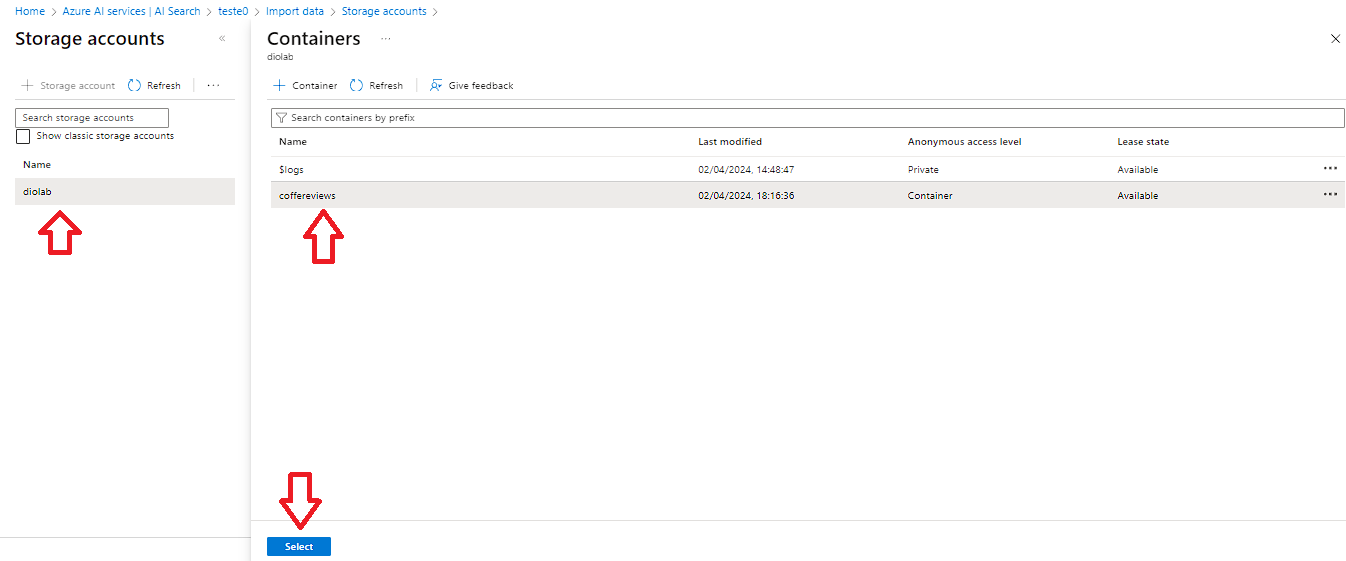 Home > Azure AI services | AI Search > teste0 > Import data > Storage accounts >
Storage accounts «
+ Storage account Refresh ...
Search storage accounts
Show classic storage accounts
Name
diolab
Containers ...
diolab
+ Container Refresh Give feedback
Search containers by prefix
Name Last modified Anonymous access level Lease state
$logs 02/04/2024, 14:48:47 Private Available ...
coffereviews 02/04/2024, 18:16:36 Container Available ...
Select